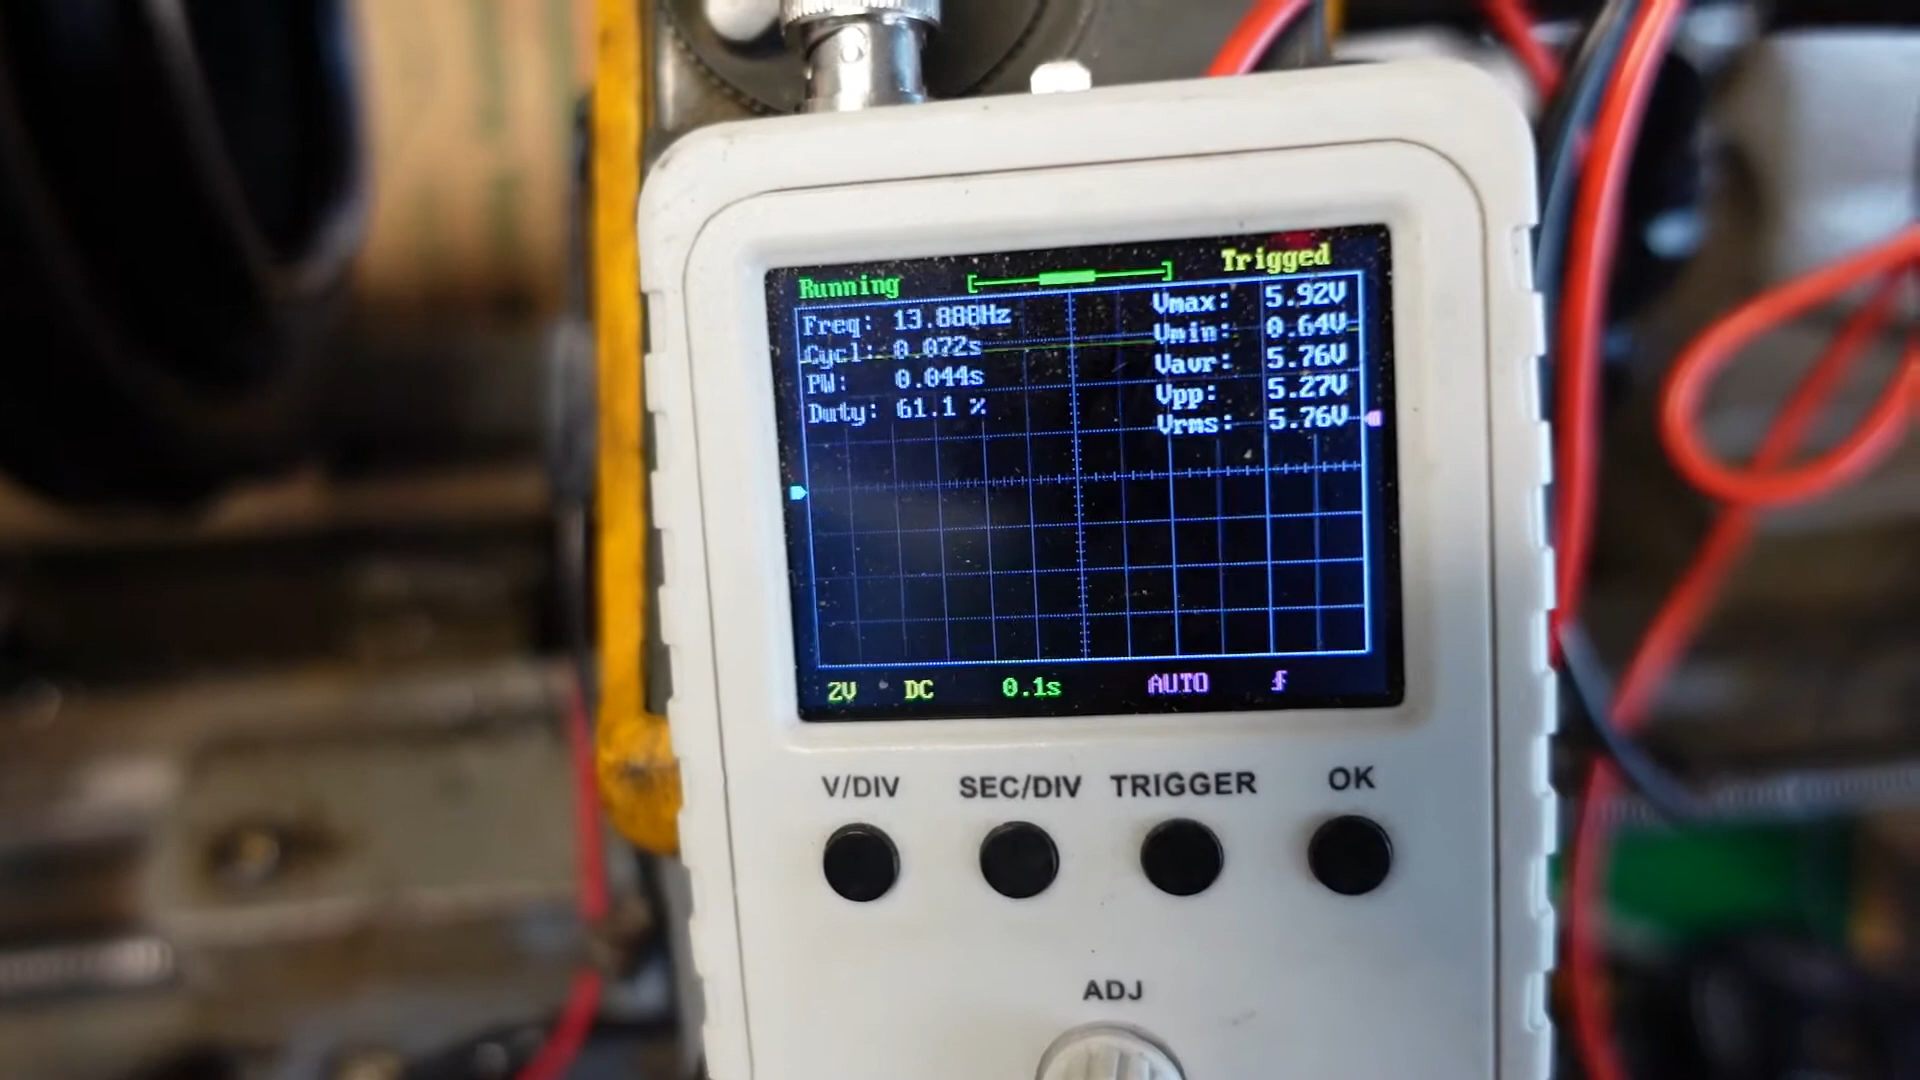 Running
Trigged
Freq: 13.888Hz
Cycl: 0.072s
PW: 0.044s
Duty: 61.1 %
Vmax: 5.92V
Vmin: 0.64V
Vavr: 5.76V
Vpp: 5.27V
Vrms: 5.76V
2V DC 0.1s AUTO
V/DIV SEC/DIV TRIGGER OK
ADJ